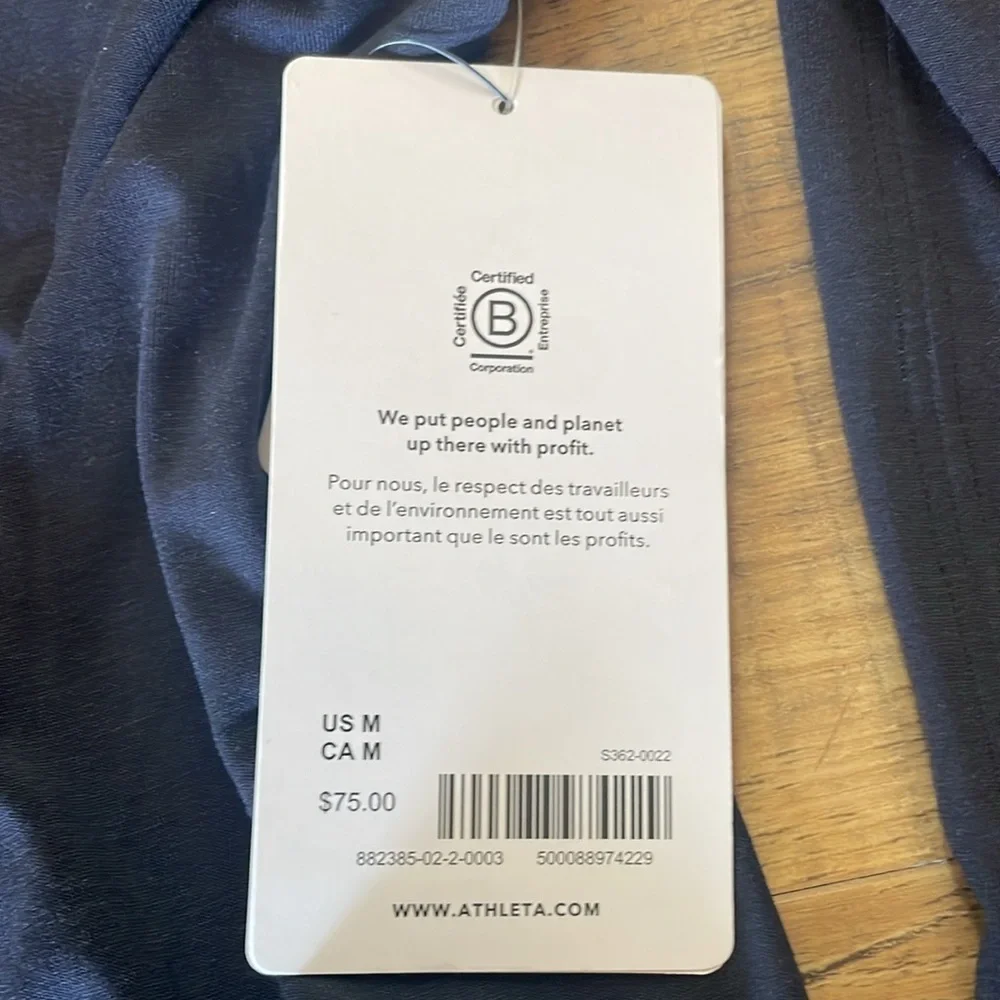 Certified
Certifiée
B
Entreprise
Corporation
We put people and planet
up there with profit.
Pour nous, le respect des travailleurs
et de l'environnement est tout aussi
important que le sont les profits.
US M
CA M
S362-0022
$75.00
882385-02-2-0003 500088974229
WWW.ATHLETA.COM